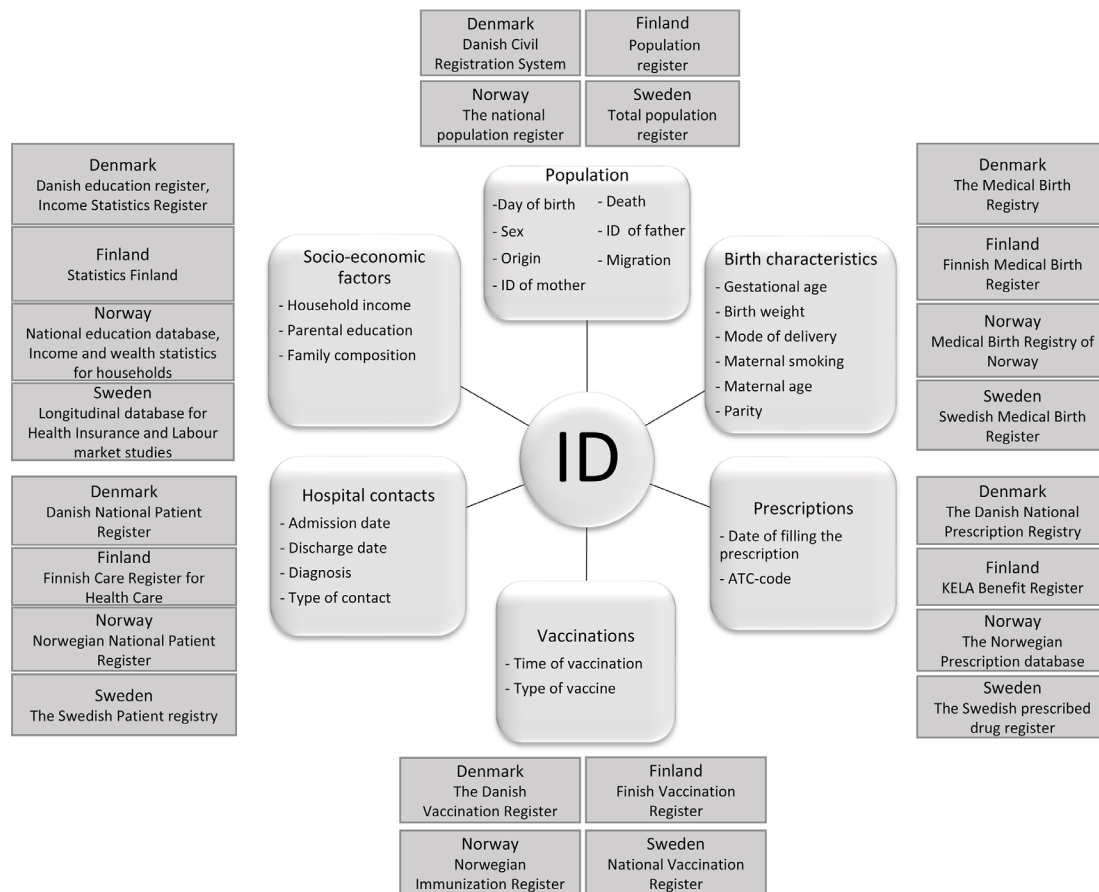 Denmark
Danish Civil
Registration System
Finland
Population
register
Norway
The national
population register
Sweden
Total population
register
Denmark
Danish education register,
Income Statistics Register
Finland
Statistics Finland
Norway
National education database,
Income and wealth statistics
for households
Sweden
Longitudinal database for
Health Insurance and Labour
market studies
Socio-economic
factors
- Household income
- Parental education
- Family composition
Population
-Day of birth
- Sex
- Origin
- ID of mother
- Death
- ID of father
- Migration
Birth characteristics
- Gestational age
- Birth weight
- Mode of delivery
- Maternal smoking
- Maternal age
- Parity
Denmark
The Medical Birth
Registry
Finland
Finnish Medical Birth
Register
Norway
Medical Birth Registry of
Norway
Sweden
Swedish Medical Birth
Register
ID
Denmark
Danish National Patient
Register
Finland
Finnish Care Register for
Health Care
Norway
Norwegian National Patient
Register
Sweden
The Swedish Patient registry
Hospital contacts
- Admission date
- Discharge date
- Diagnosis
- Type of contact
Vaccinations
- Time of vaccination
- Type of vaccine
Prescriptions
- Date of filling the
prescription
- ATC-code
Denmark
The Danish National
Prescription Registry
Finland
KELA Benefit Register
Norway
The Norwegian
Prescription database
Sweden
The Swedish prescribed
drug register
Denmark
The Danish
Vaccination Register
Finland
Finish Vaccination
Register
Norway
Norwegian
Immunization Register
Sweden
National Vaccination
Register